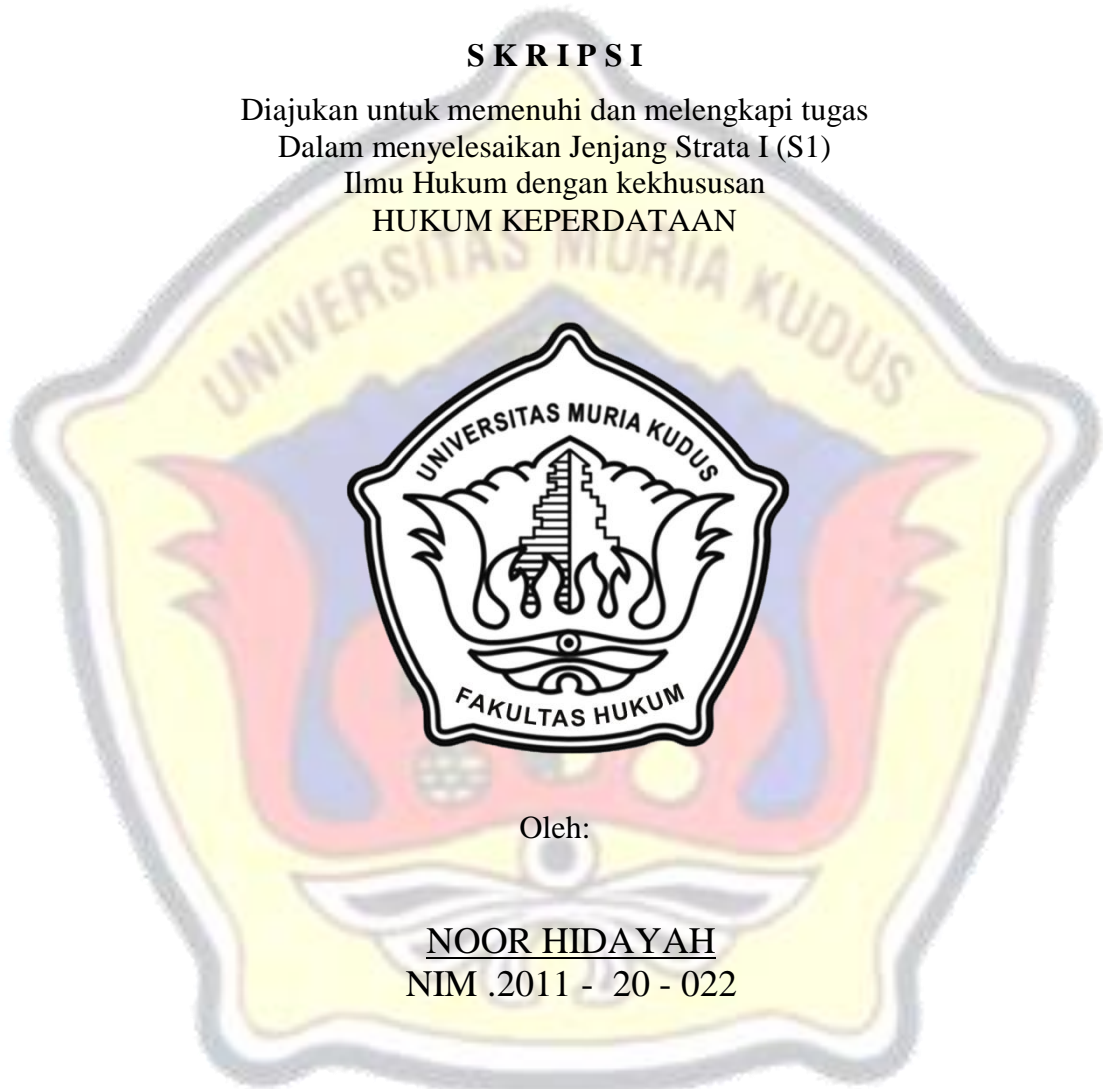 S K R I P S I
Diajukan untuk memenuhi dan melengkapi tugas
Dalam menyelesaikan Jenjang Strata I (S1)
Ilmu Hukum dengan kekhususan
HUKUM KEPERDATAAN
UNIVERSITAS MURIA KUDUS
UNIVERSITAS MURIA KUDUS
FAKULTAS HUKUM
Oleh:
NOOR HIDAYAH
NIM .2011 - 20 - 022